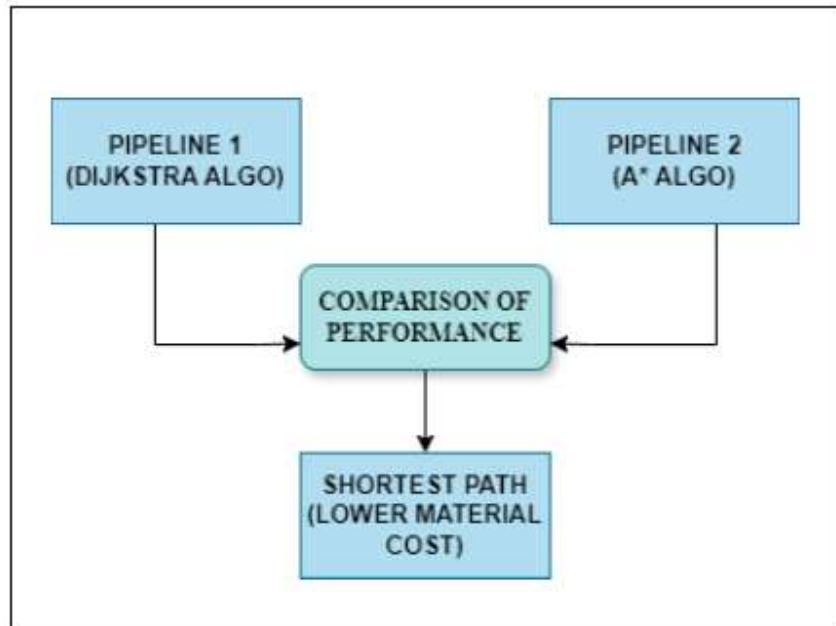 PIPELINE 1
(DIJKSTRA ALGO)
PIPELINE 2
(A* ALGO)
COMPARISON OF
PERFORMANCE
SHORTEST PATH
(LOWER MATERIAL
COST)